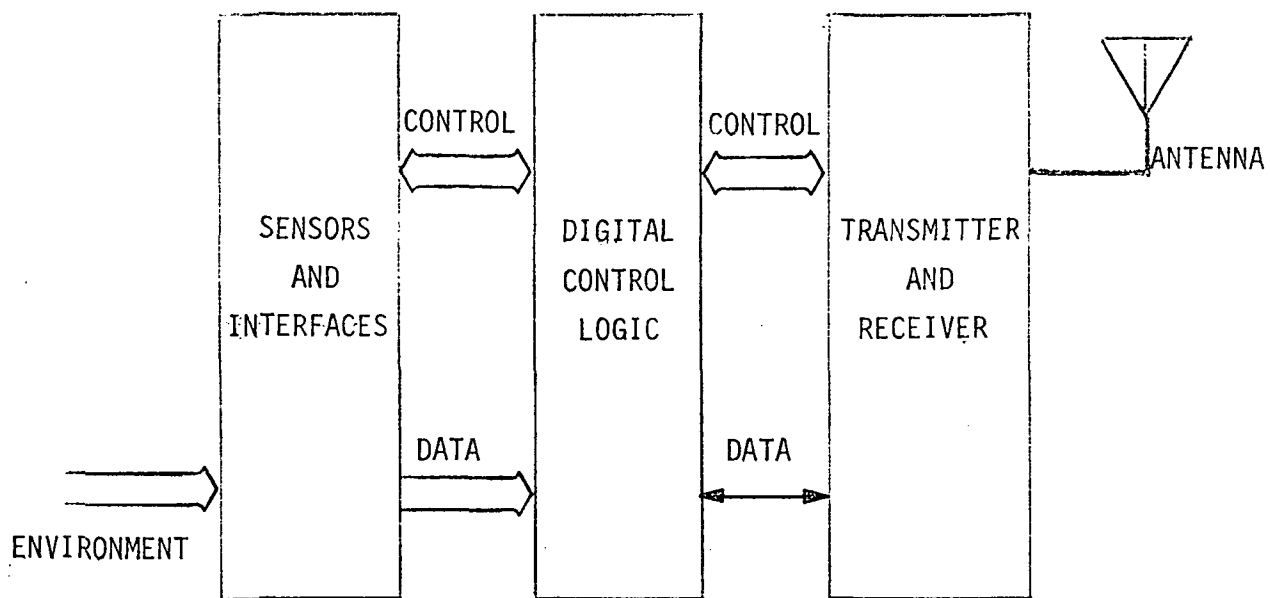 CONTROL
CONTROL
ANTENNA
SENSORS
AND
INTERFACES
DIGITAL
CONTROL
LOGIC
TRANSMITTER
AND
RECEIVER
DATA
DATA
ENVIRONMENT